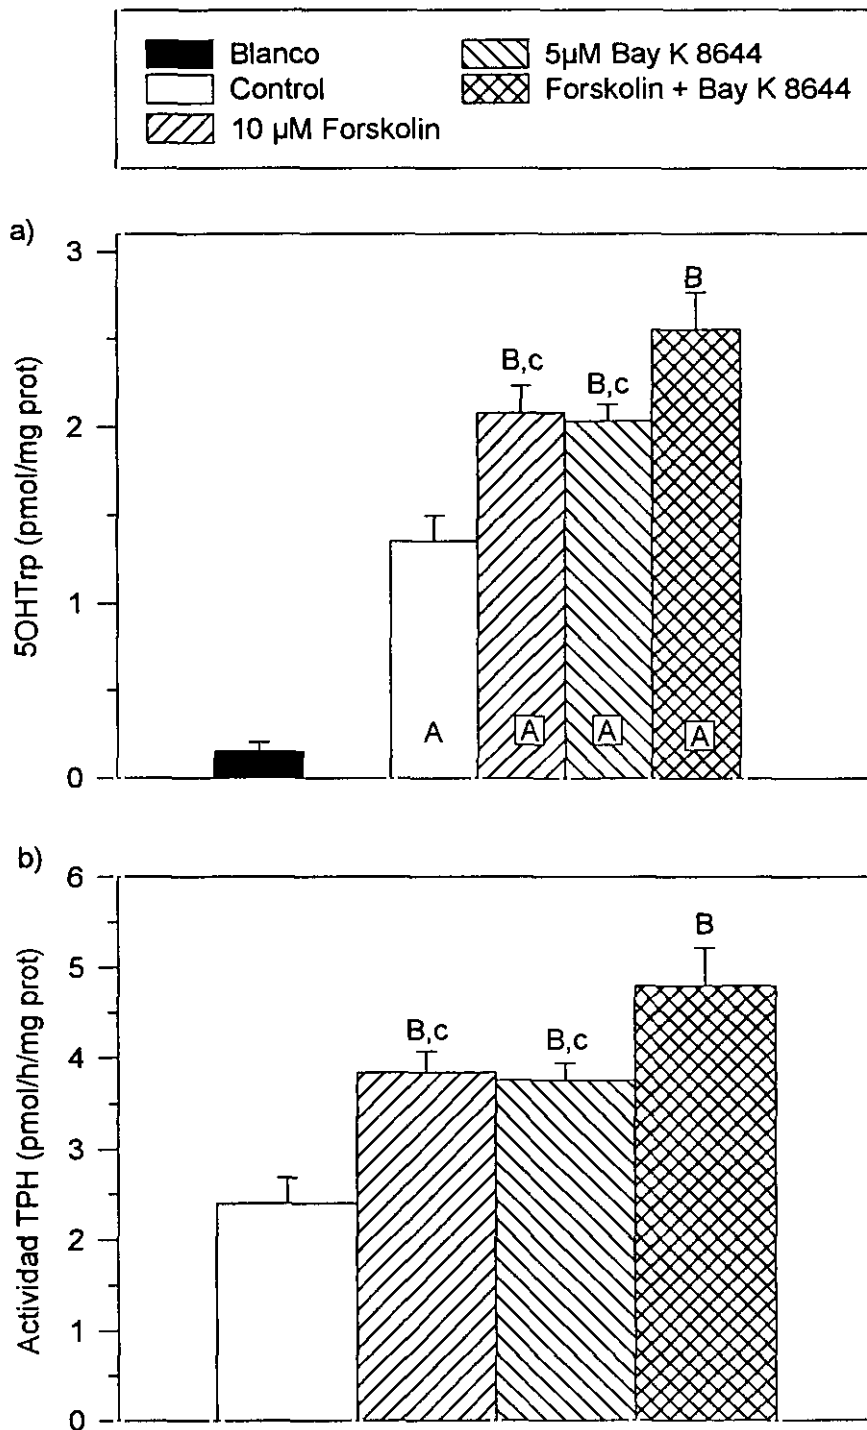 Blanco
Control
10 µM Forskolin
5µM Bay K 8644
Forskolin + Bay K 8644
a)
5OHTrp (pmol/mg prot)
3
2
1
0
B,c
B,c
B
A
A
A
A
b)
Actividad TPH (pmol/h/mg prot)
6
5
4
3
2
1
0
B,c
B,c
B